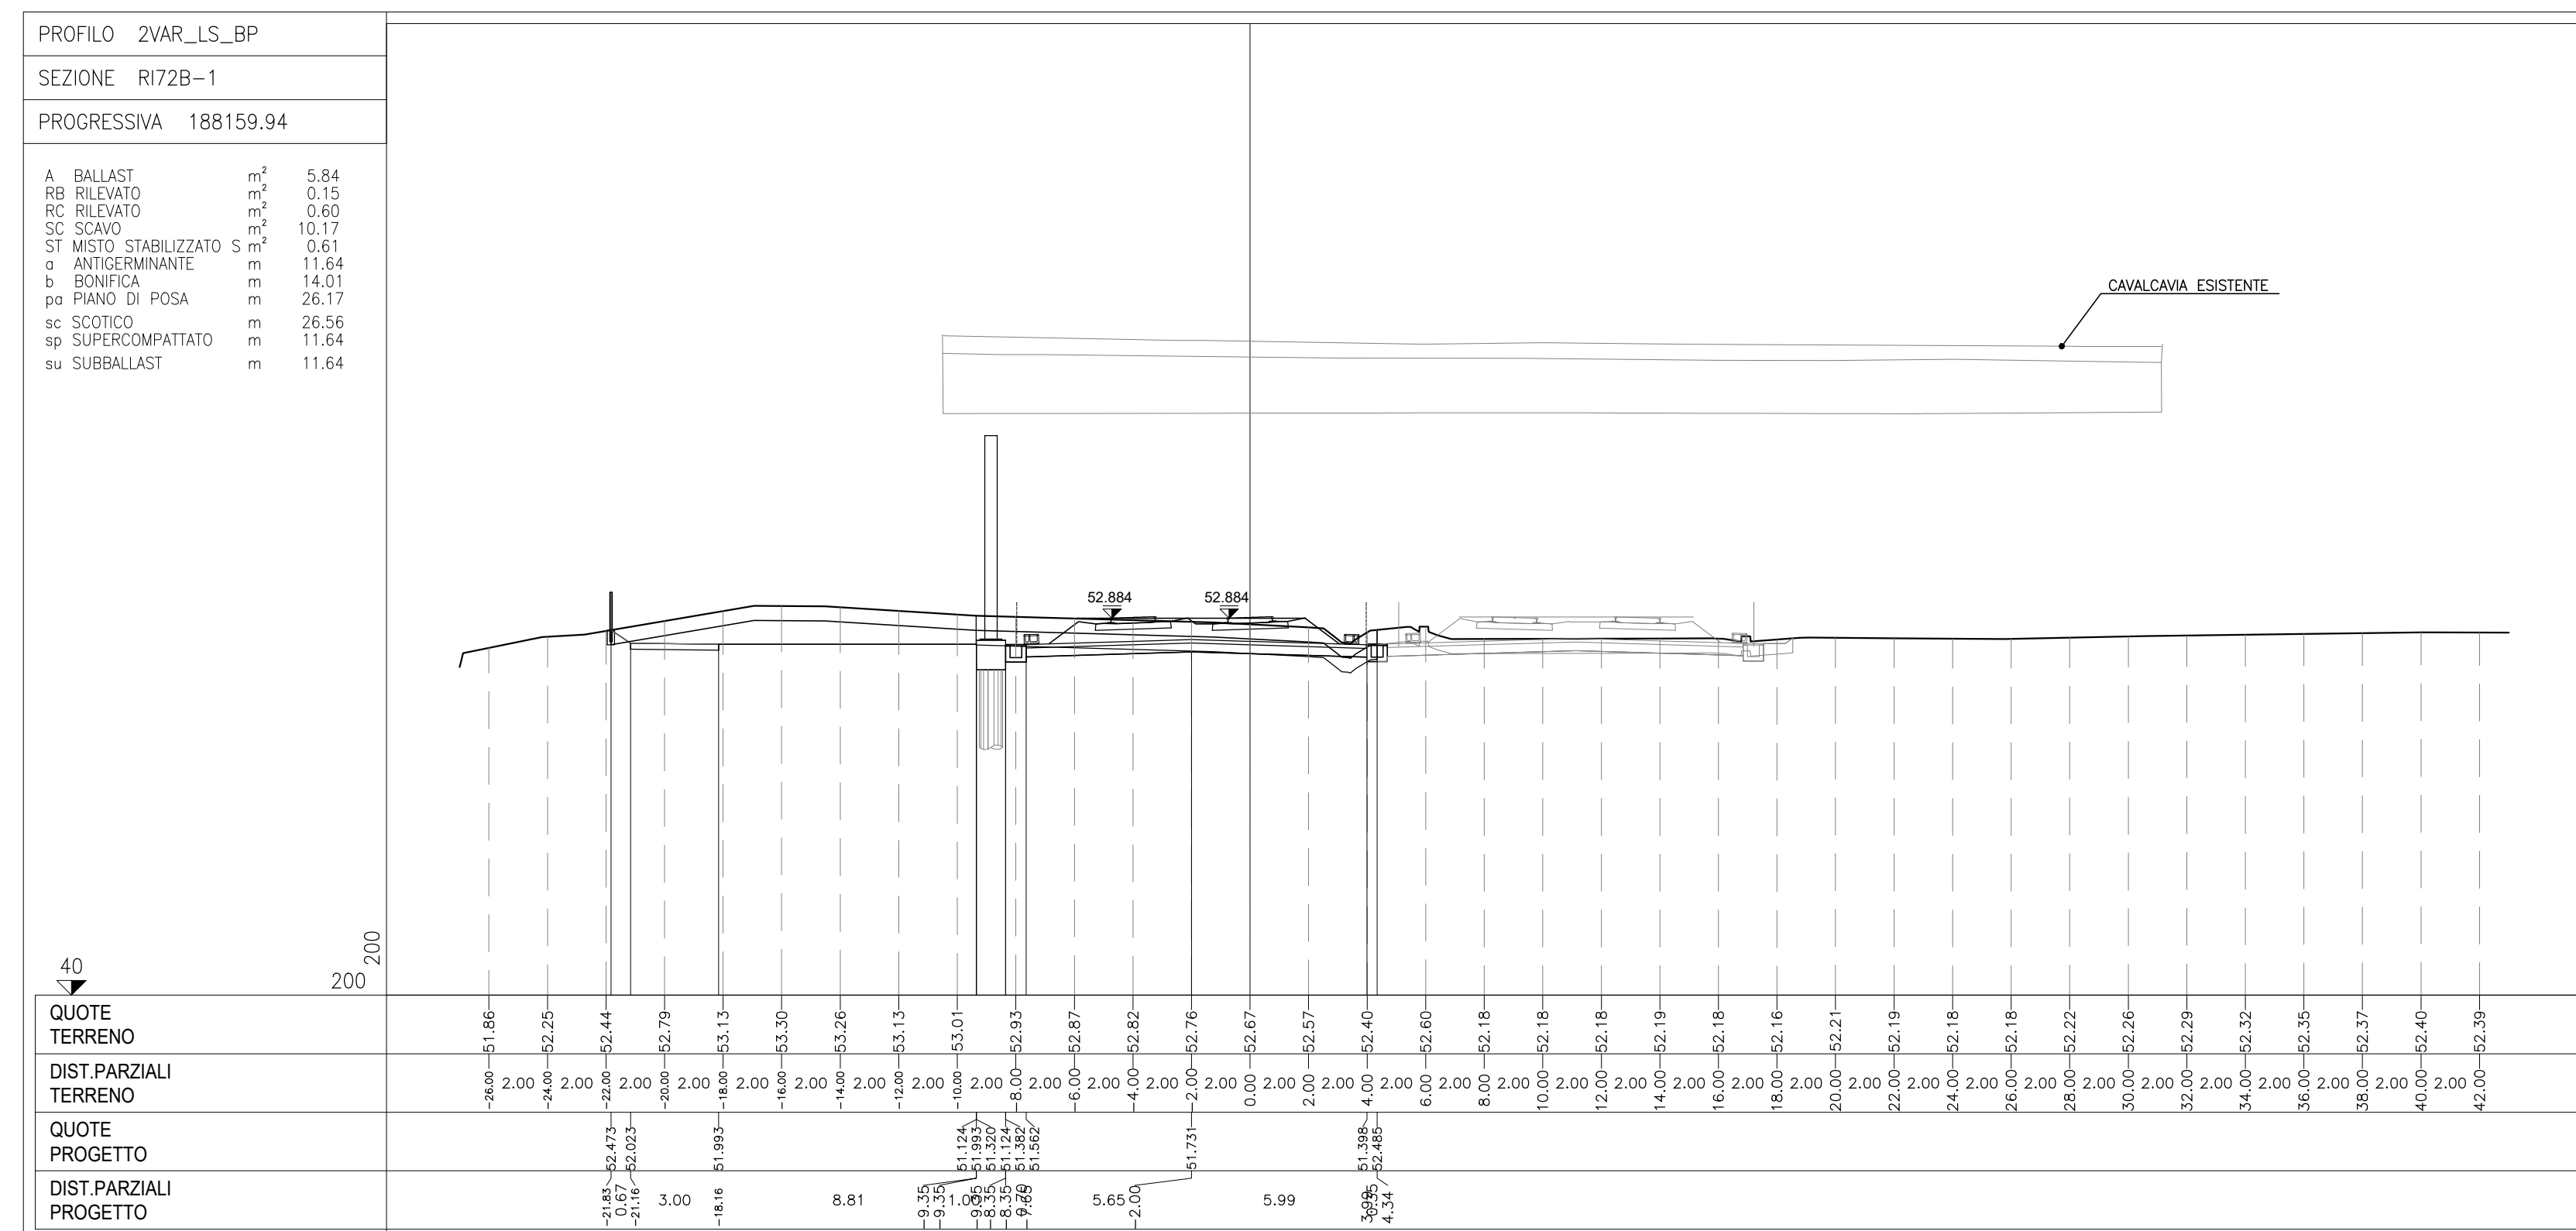 PROFILO 2VAR_LS_BP
SEZIONE RI72B-1
PROGRESSIVA 188159.94
A BALLAST m² 5.84
RB RILEVATO m² 0.15
RC RILEVATO m² 0.60
SC SCAVO m² 10.17
ST MISTO STABILIZZATO S m² 0.61
a ANTIGERMINANTE m 11.64
b BONIFICA m 14.01
pa PIANO DI POSA m 26.17
sc SCOTICO m 26.56
sp SUPERCOMPATTATO m 11.64
su SUBBALLAST m 11.64
CAVALCAVIA ESISTENTE
52.884 52.884
200
40 200
QUOTE TERRENO
51.86 52.25 52.44 52.79 53.13 53.30 53.26 53.13 53.01 52.93 52.87 52.82 52.76 52.67 52.57 52.40 52.60 52.18 52.18 52.18 52.19 52.18 52.16 52.21 52.19 52.18 52.18 52.22 52.26 52.29 52.32 52.35 52.37 52.40 52.39
DIST.PARZIALI TERRENO
-26.00 2.00 -24.00 2.00 -22.00 2.00 -20.00 2.00 -18.00 2.00 -16.00 2.00 -14.00 2.00 -12.00 2.00 -10.00 2.00 -8.00 2.00 -6.00 2.00 -4.00 2.00 -2.00 2.00 0.00 2.00 2.00 2.00 4.00 2.00 6.00 2.00 8.00 2.00 10.00 2.00 12.00 2.00 14.00 2.00 16.00 2.00 18.00 2.00 20.00 2.00 22.00 2.00 24.00 2.00 26.00 2.00 28.00 2.00 30.00 2.00 32.00 2.00 34.00 2.00 36.00 2.00 38.00 2.00 40.00 2.00 42.00
QUOTE PROGETTO
52.473 52.023 51.993 51.124 51.993 51.320 51.124 51.382 51.562 51.731 51.398 52.485
DIST.PARZIALI PROGETTO
-21.83 0.67 -21.16 3.00 -18.16 8.81 -9.35 -9.35 -9.35 -8.35 -8.35 0.70 -7.65 5.65 -2.00 5.99 3.99 0.35 4.34